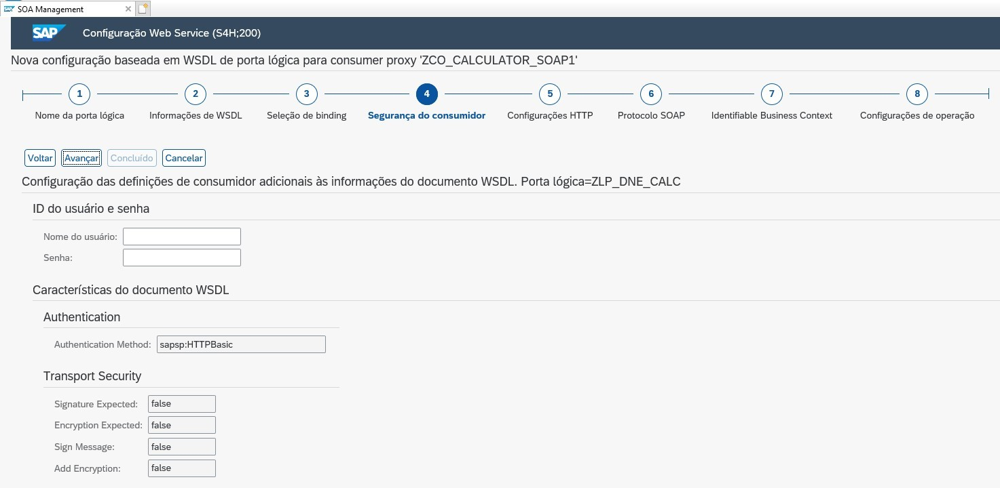 SOA Management
SAP Configuração Web Service (S4H;200)
Nova configuração baseada em WSDL de porta lógica para consumer proxy 'ZCO_CALCULATOR_SOAP1'
1 2 3 4 5 6 7 8
Nome da porta lógica Informações de WSDL Seleção de binding Segurança do consumidor Configurações HTTP Protocolo SOAP Identifiable Business Context Configurações de operação
Voltar Avançar Concluído Cancelar
Configuração das definições de consumidor adicionais às informações do documento WSDL. Porta lógica=ZLP_DNE_CALC
ID do usuário e senha
Nome do usuário:
Senha:
Características do documento WSDL
Authentication
Authentication Method: sapsp:HTTPBasic
Transport Security
Signature Expected: false
Encryption Expected: false
Sign Message: false
Add Encryption: false